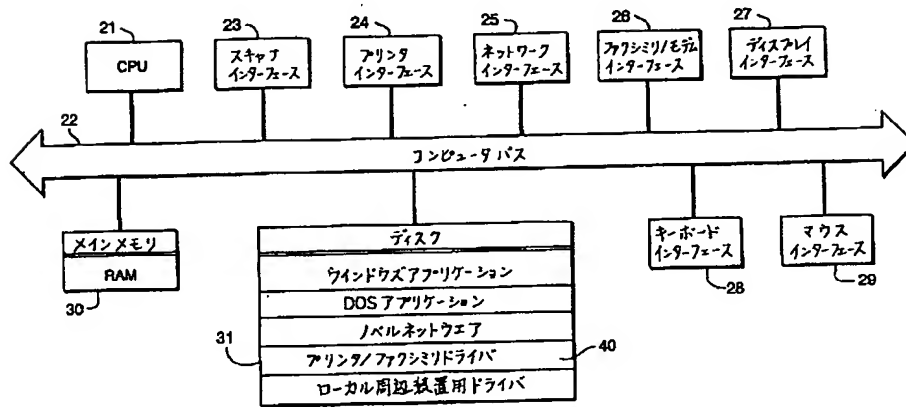 21
CPU
23
スキャナ
インターフェース
24
プリンタ
インターフェース
25
ネットワーク
インターフェース
26
ファクシミリ/モデム
インターフェース
27
ディスプレイ
インターフェース
22
コンピュータバス
メインメモリ
RAM
30
ディスク
ウインドウズアプリケーション
DOSアプリケーション
ノベルネットウエア
プリンタ/ファクシミリドライバ
ローカル周辺装置用ドライバ
31
40
キーボード
インターフェース
28
マウス
インターフェース
29